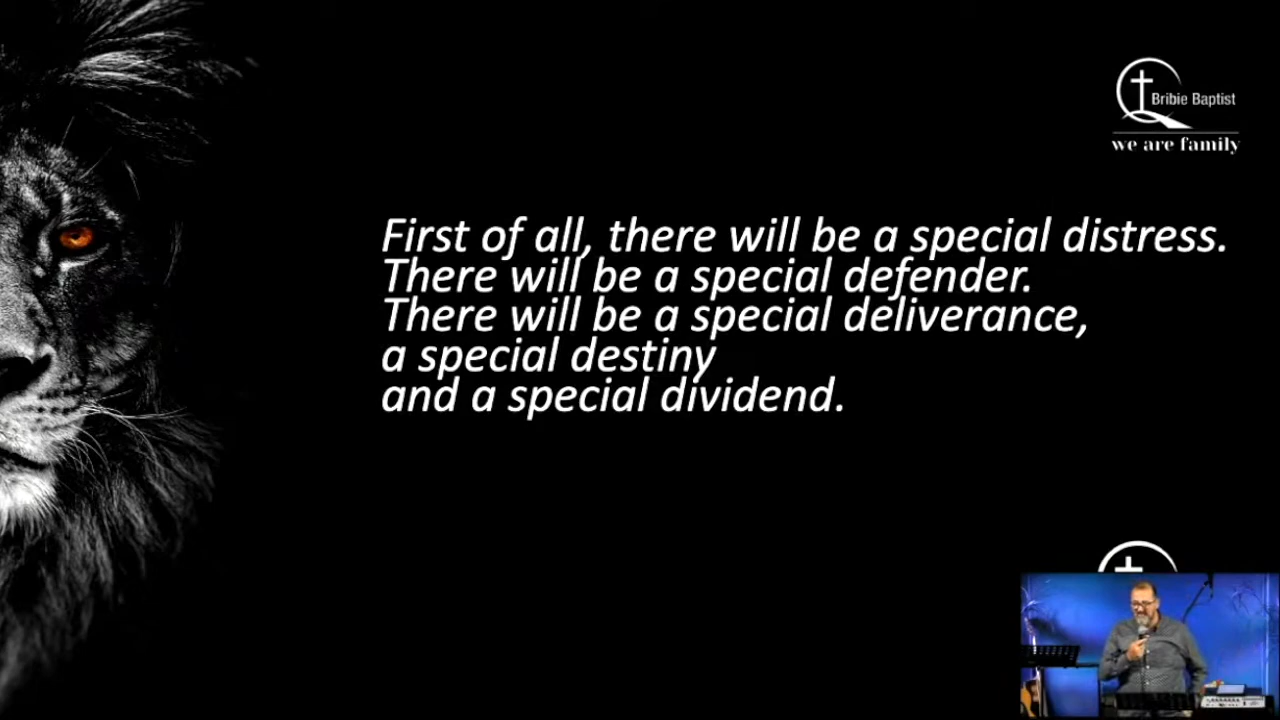 Bribie Baptist
we are family
First of all, there will be a special distress.
There will be a special defender.
There will be a special deliverance,
a special destiny
and a special dividend.